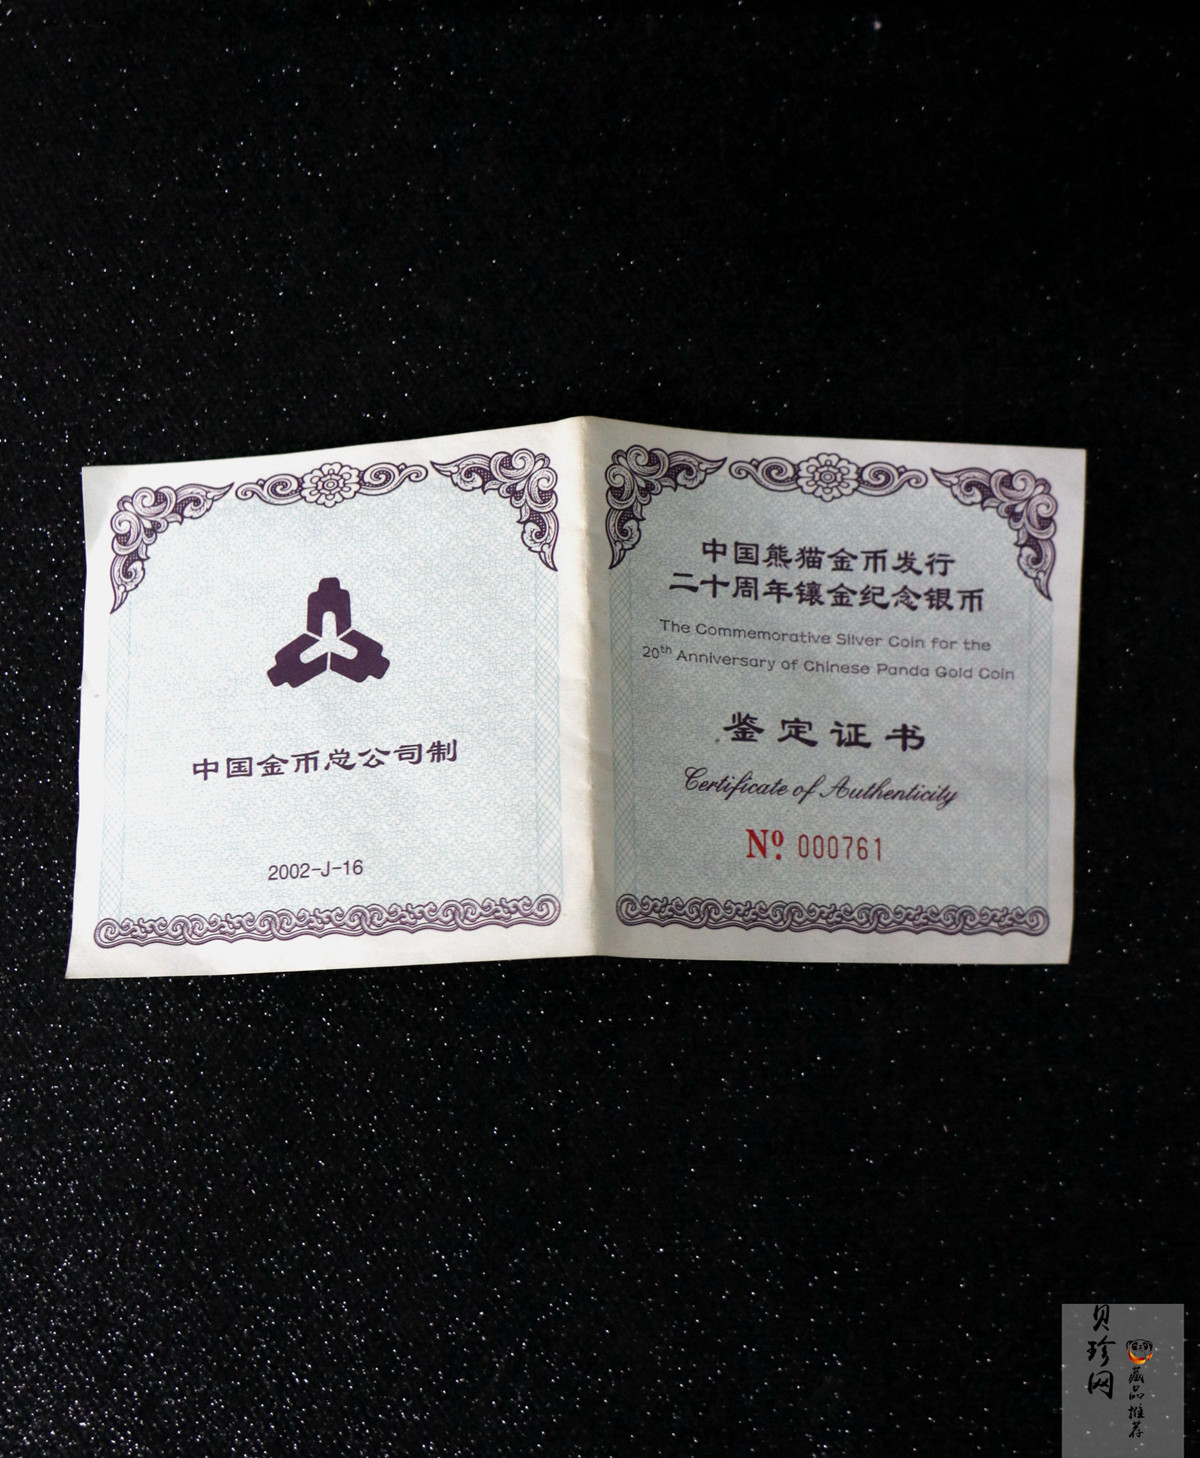 中国金币总公司制
2002-J-16
中国熊猫金币发行
二十周年镶金纪念银币
The Commemorative Silver Coin for the
20th Anniversary of Chinese Panda Gold Coin
鉴定证书
Certificate of Authenticity
Nº. 000761
贝珍网
藏品推荐